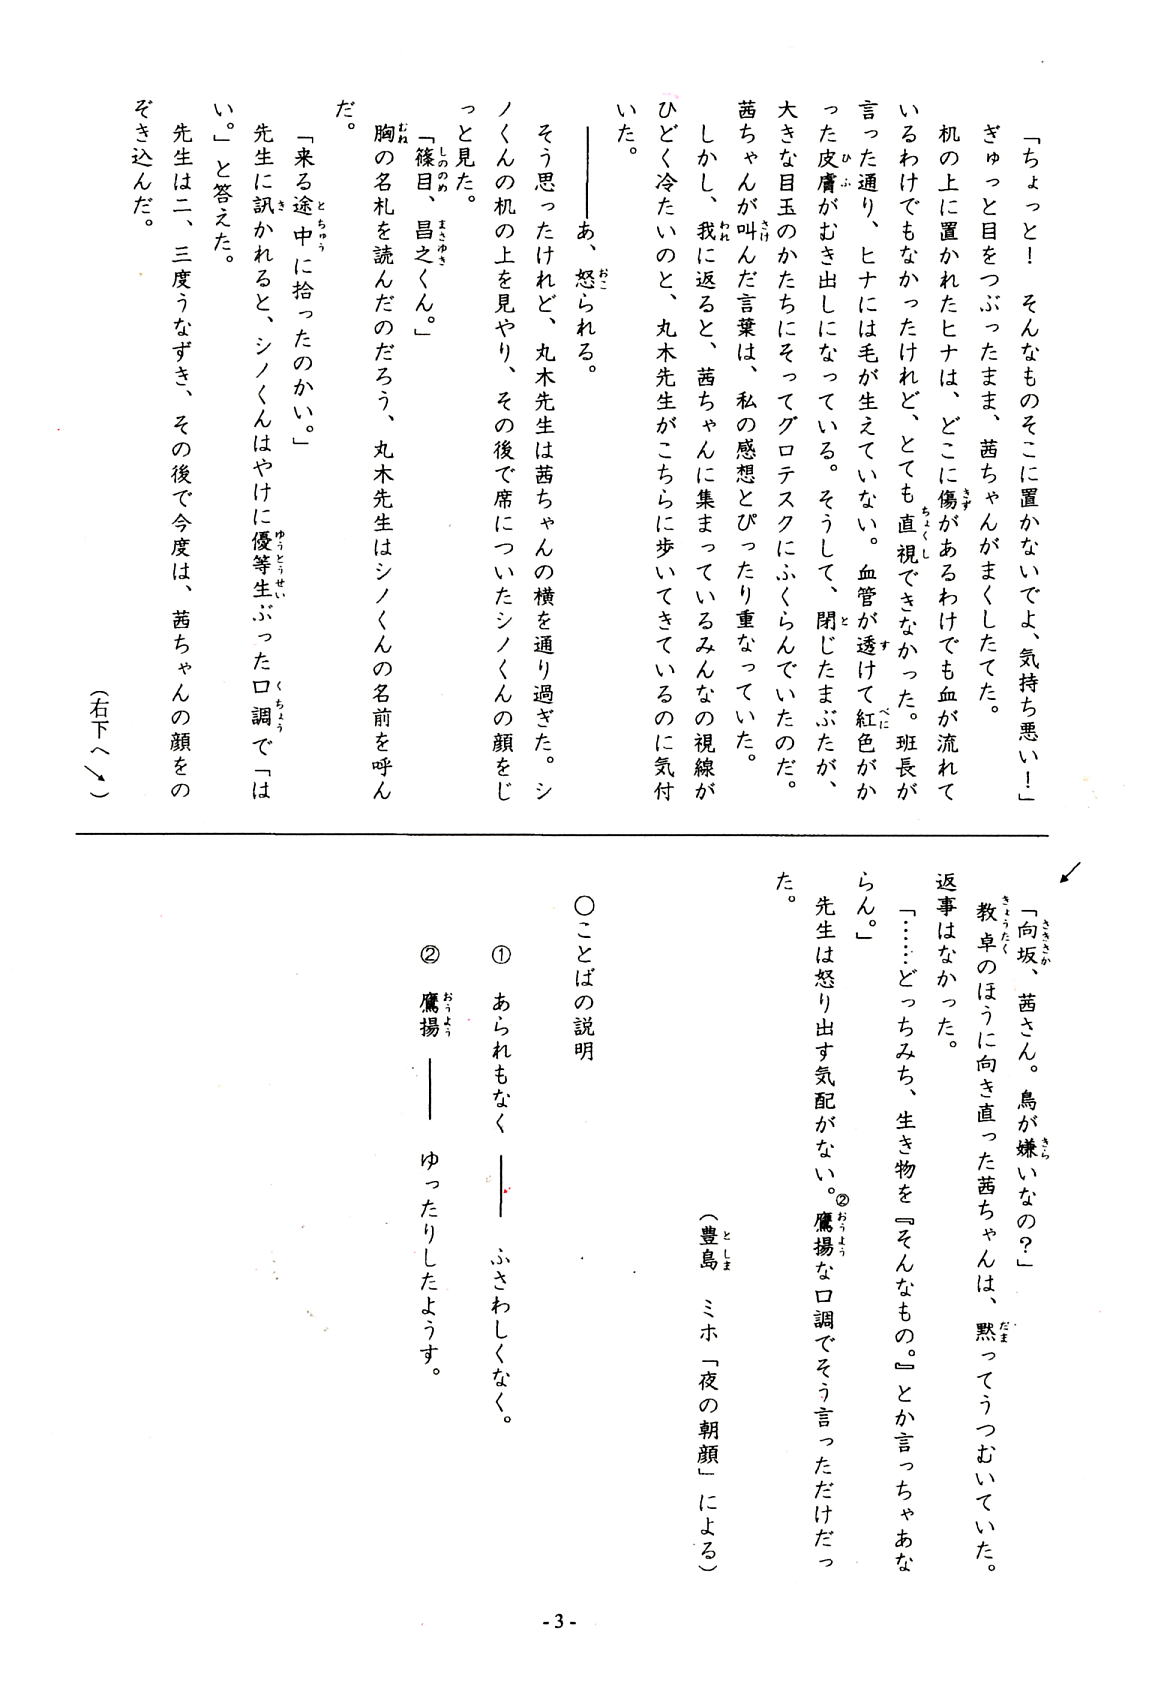 「ちょっと！　そんなものそこに置かないでよ、気持ち悪い！」
ぎゅっと目をつぶったまま、茜ちゃんがまくしたてた。
机の上に置かれたヒナは、どこに傷があるわけでも血が流れて
いるわけでもなかったけれど、とても直視できなかった。班長が
言った通り、ヒナには毛が生えていない。血管が透けて紅色がか
った皮膚がむき出しになっている。そうして、閉じたまぶたが、
大きな目玉のかたちにそってグロテスクにふくらんでいたのだ。
茜ちゃんが叫んだ言葉は、私の感想とぴったり重なっていた。
しかし、我に返ると、茜ちゃんに集まっているみんなの視線が
ひどく冷たいのと、丸木先生がこちらに歩いてきているのに気付
いた。
――――あ、怒られる。
そう思ったけれど、丸木先生は茜ちゃんの横を通り過ぎた。シ
ノくんの机の上を見やり、その後で席についたシノくんの顔をじ
っと見た。
「篠目、昌之くん。」
胸の名札を読んだのだろう、丸木先生はシノくんの名前を呼ん
だ。
「来る途中に拾ったのかい。」
先生に訊かれると、シノくんはやけに優等生ぶった口調で「は
い。」と答えた。
先生は二、三度うなずき、その後で今度は、茜ちゃんの顔をの
ぞき込んだ。
（右下へ↘）
↙
「向坂、茜さん。鳥が嫌いなの？」
教卓のほうに向き直った茜ちゃんは、黙ってうつむいていた。
返事はなかった。
「……どっちみち、生き物を『そんなもの。』とか言っちゃあな
らん。」
先生は怒り出す気配がない。②鷹揚な口調でそう言っただけだっ
た。
（豊島　ミホ「夜の朝顔」による）
○ことばの説明
①　あられもなく　――　ふさわしくなく。
②　鷹揚　――　ゆったりしたようす。
- 3 -